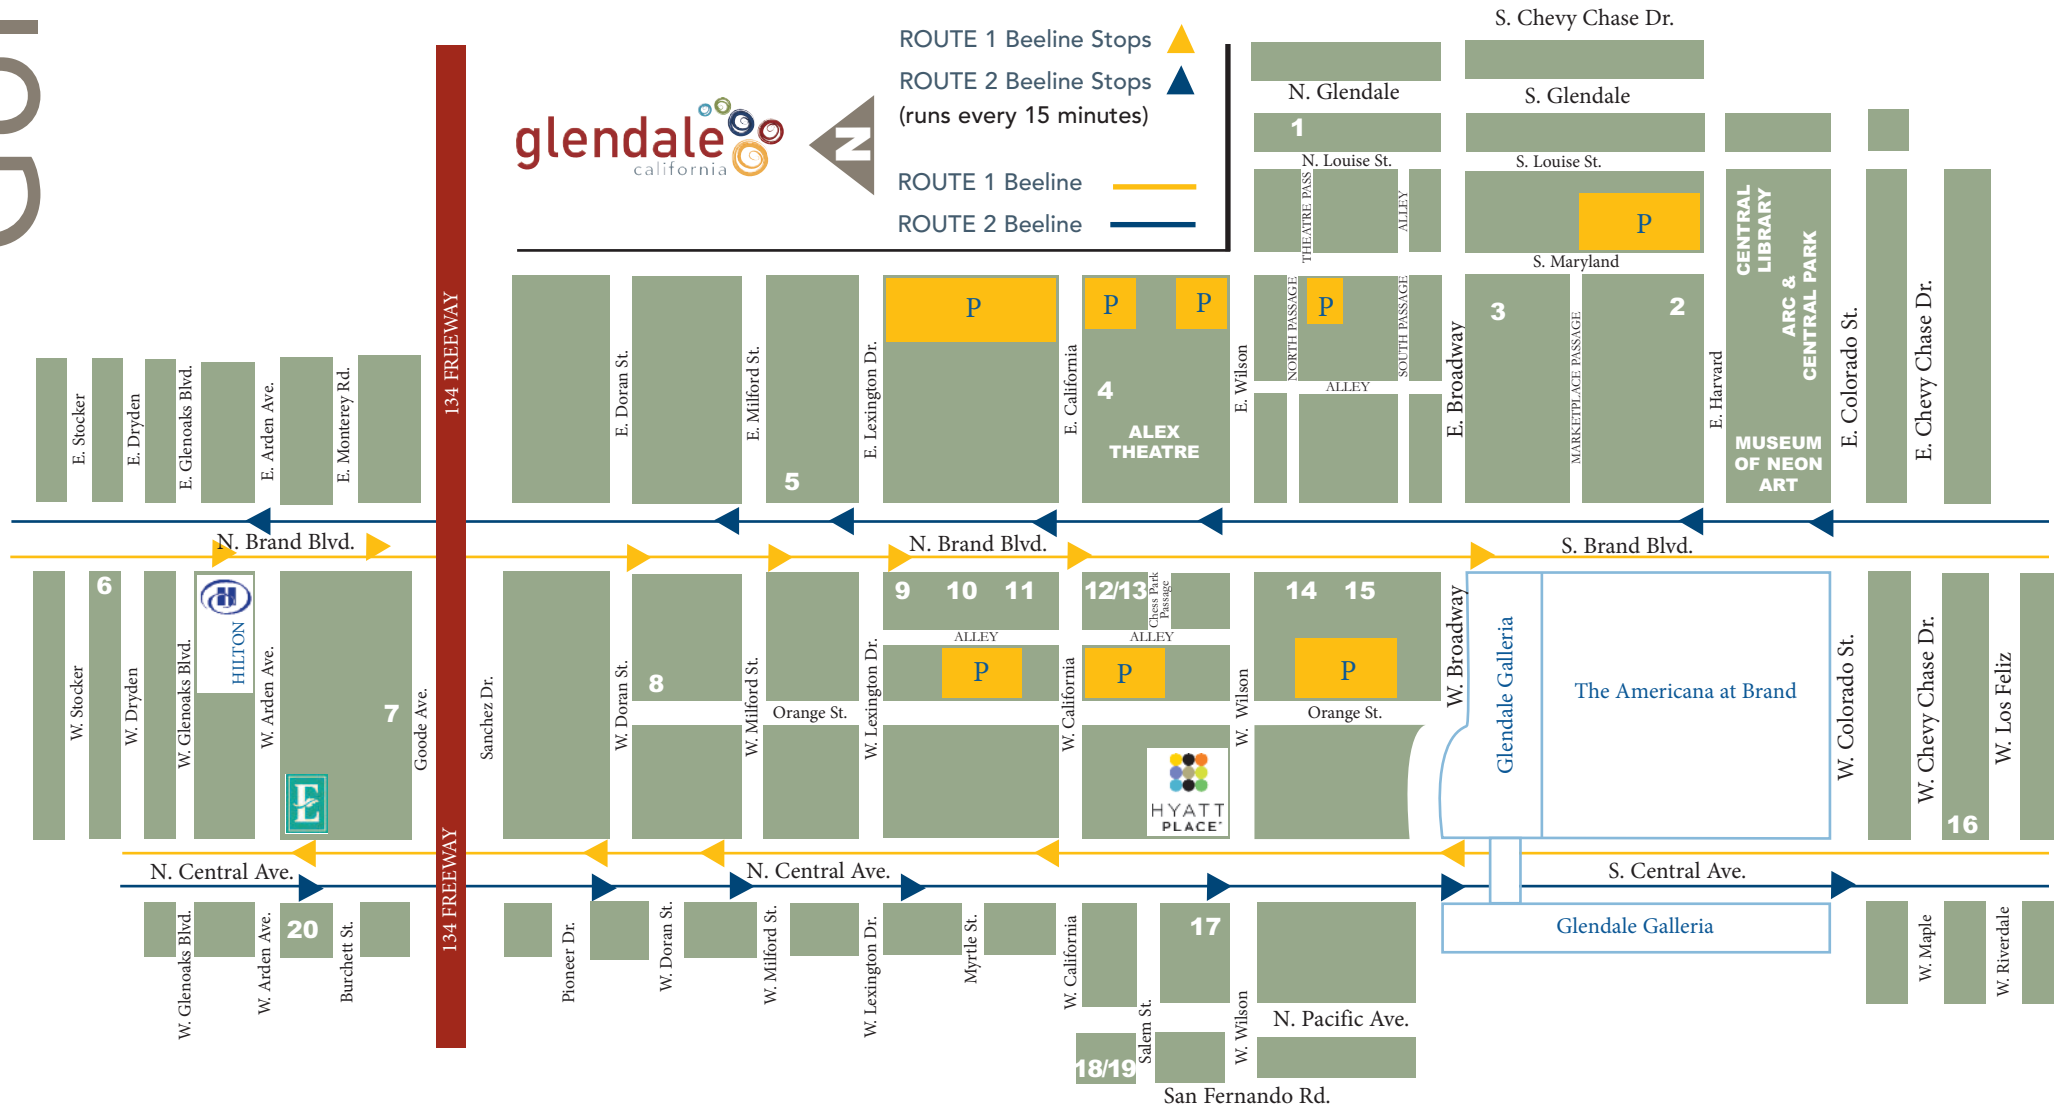 S. Chevy Chase Dr.
ROUTE 1 Beeline Stops
ROUTE 2 Beeline Stops
(runs every 15 minutes)
ROUTE 1 Beeline
ROUTE 2 Beeline
glendale
california
N
N. Glendale
S. Glendale
1
N. Louise St.
S. Louise St.
THEATRE PASS
ALLEY
P
S. Maryland
CENTRAL
LIBRARY
ARC &
CENTRAL PARK
MUSEUM
OF NEON
ART
134 FREEWAY
P
P
P
P
NORTH PASSAGE
SOUTH PASSAGE
ALLEY
3
2
MARKETPLACE PASSAGE
4
ALEX
THEATRE
5
E. Stocker
E. Dryden
E. Glenoaks Blvd.
E. Arden Ave.
E. Monterey Rd.
E. Doran St.
E. Milford St.
E. Lexington Dr.
E. California
E. Wilson
E. Broadway
E. Harvard
E. Colorado St.
E. Chevy Chase Dr.
N. Brand Blvd.
N. Brand Blvd.
S. Brand Blvd.
6
HILTON
7
8
9
10
11
12/13
Chess Park
Passage
14
15
ALLEY
ALLEY
P
P
P
W. Stocker
W. Dryden
W. Glenoaks Blvd.
W. Arden Ave.
Goode Ave.
Sanchez Dr.
W. Doran St.
W. Milford St.
W. Lexington Dr.
W. California
W. Wilson
W. Broadway
Orange St.
Orange St.
Glendale Galleria
The Americana at Brand
W. Colorado St.
W. Chevy Chase Dr.
W. Los Feliz
E
HYATT
PLACE
16
134 FREEWAY
N. Central Ave.
N. Central Ave.
S. Central Ave.
W. Glenoaks Blvd.
W. Arden Ave.
20
Burchett St.
Pioneer Dr.
W. Doran St.
W. Milford St.
W. Lexington Dr.
Myrtle St.
W. California
17
Salem St.
W. Wilson
Glendale Galleria
W. Maple
W. Riverdale
N. Pacific Ave.
18/19
San Fernando Rd.